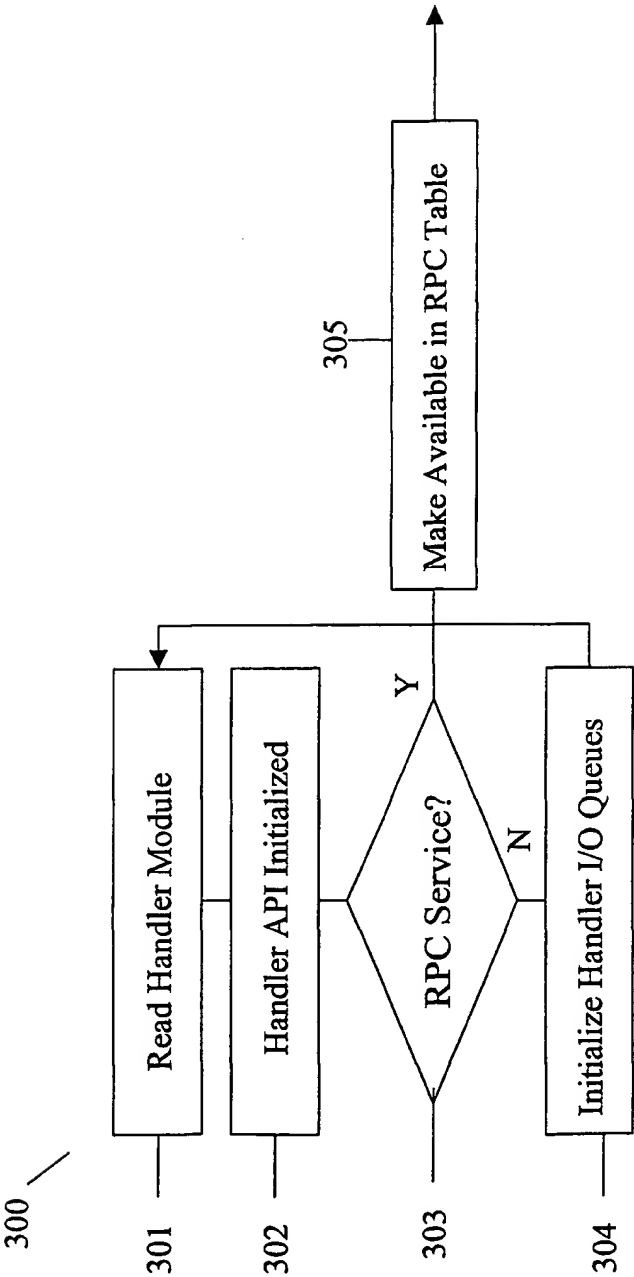 300
301
Read Handler Module
302
Handler API Initialized
303
RPC Service?
Y
N
304
Initialize Handler I/O Queues
305
Make Available in RPC Table